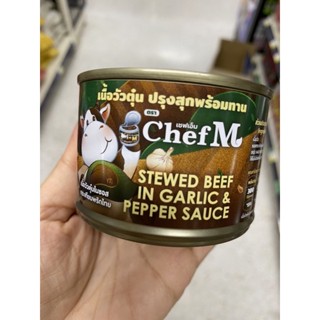 เนื้อวัวตุ๋น ปรุงสุกพร้อมทาน
ตรา
เชฟเอ็ม
ChefM
STEWED BEEF
IN GARLIC &
PEPPER SAUCE